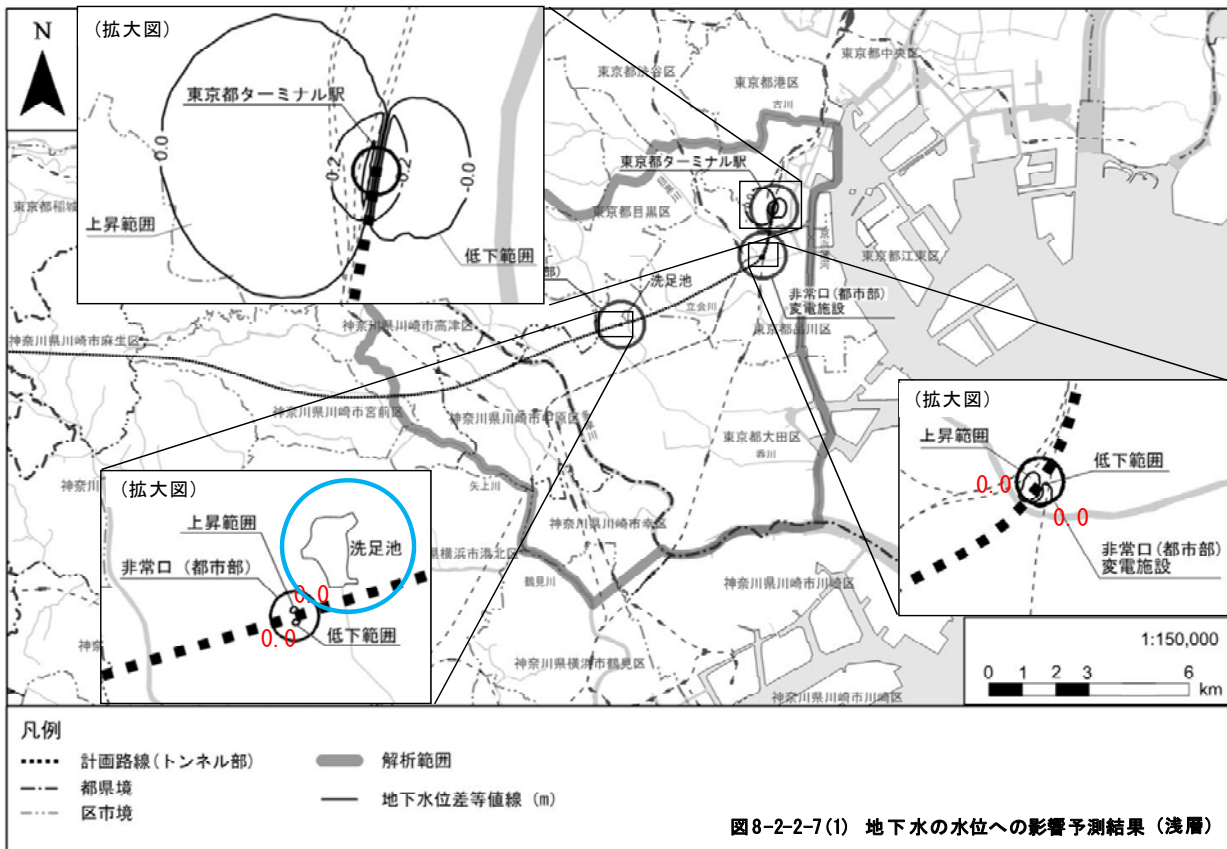 N
(拡大図)
東京都ターミナル駅
0.0
0.2
0.2
-0.0
上昇範囲
低下範囲
東京都稲城
東京都渋谷区
東京都港区
古川
東京都中央区
東京都ターミナル駅
東京都目黒区
目黒川
東京都江東区
京浜運河
洗足池
部)
立会川
非常口(都市部)
変電施設
東京都品川区
神奈川県川崎市高津区
神奈川県川崎市麻生区
神奈川県川崎市宮前区
神奈川県川崎市中原区
東京都大田区
呑川
矢上川
神奈川県川崎市幸区
県横浜市港北区
鶴見川
神奈川県川崎市川崎区
神奈川県横浜市鶴見区
神奈川県川崎市川崎区
神奈川
神奈
(拡大図)
上昇範囲
洗足池
非常口(都市部)
0.0
0.0
低下範囲
(拡大図)
上昇範囲
低下範囲
0.0
0.0
非常口(都市部)
変電施設
1:150,000
0 1 2 3 6
km
凡例
計画路線(トンネル部)
都県境
区市境
解析範囲
地下水位差等値線 (m)
図8-2-2-7(1) 地下水の水位への影響予測結果 (浅層)